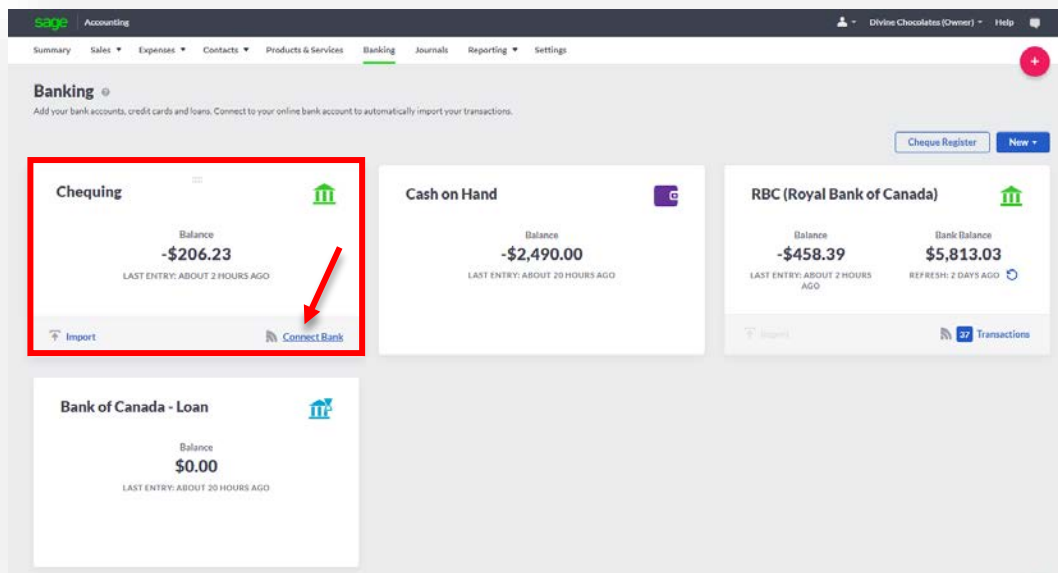 sage Accounting Divine Chocolates (Owner) Help
Summary Sales Expenses Contacts Products & Services Banking Journals Reporting Settings
+
Banking
Add your bank accounts, credit cards and loans. Connect to your online bank account to automatically import your transactions.
Cheque Register New
Chequing
Balance
-$206.23
LAST ENTRY: ABOUT 2 HOURS AGO
Import Connect Bank
Cash on Hand
Balance
-$2,490.00
LAST ENTRY: ABOUT 20 HOURS AGO
RBC (Royal Bank of Canada)
Balance Bank Balance
-$458.39 $5,813.03
LAST ENTRY: ABOUT 2 HOURS REFRESH: 2 DAYS AGO
AGO
Import 37 Transactions
Bank of Canada - Loan
Balance
$0.00
LAST ENTRY: ABOUT 20 HOURS AGO